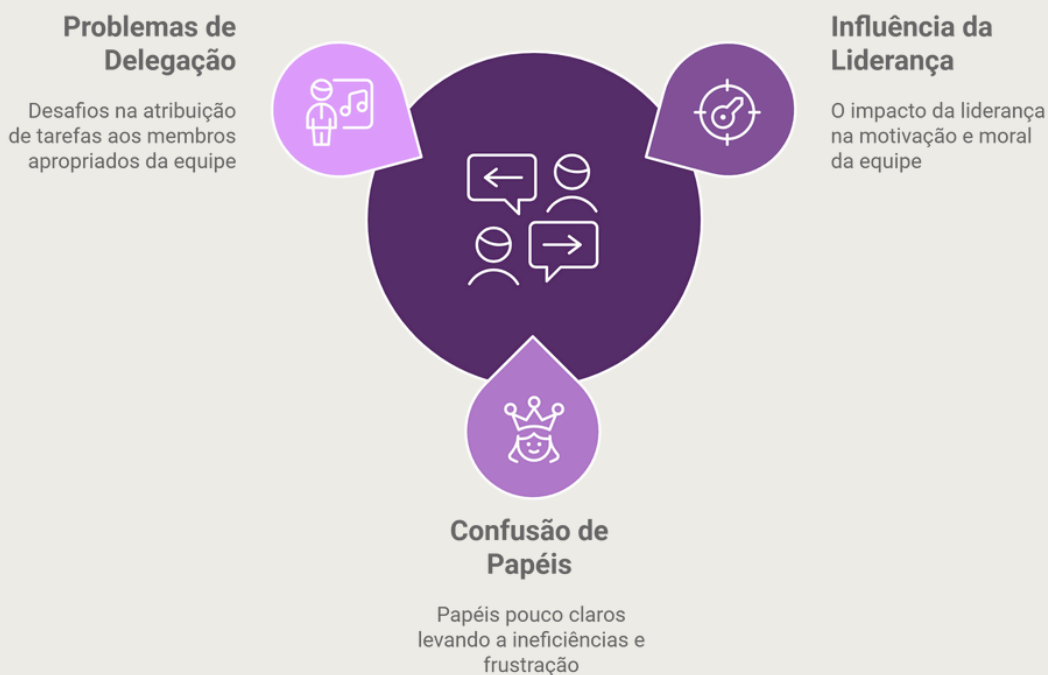 Problemas de
Delegação
Desafios na atribuição
de tarefas aos membros
apropriados da equipe
Influência da
Liderança
O impacto da liderança
na motivação e moral
da equipe
Confusão de
Papéis
Papéis pouco claros
levando a ineficiências e
frustração